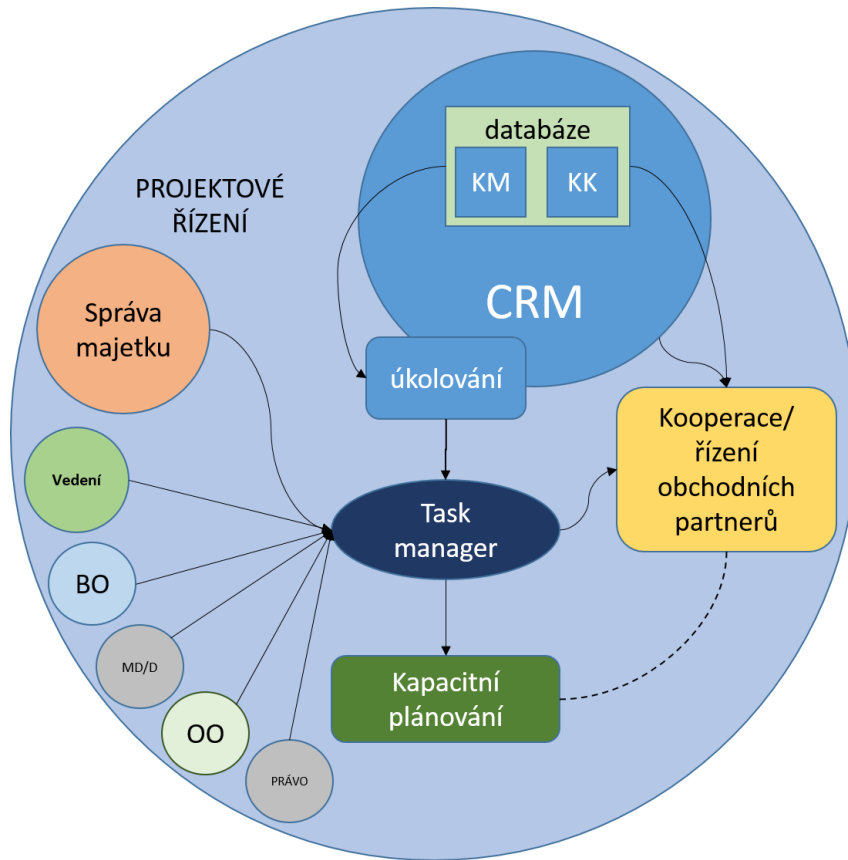 databáze
KM
KK
PROJEKTOVÉ
ŘÍZENÍ
CRM
Správa
majetku
úkolování
Kooperace/
řízení
obchodních
partnerů
Vedení
Task
manager
BO
MD/D
Kapacitní
plánování
OO
PRÁVO